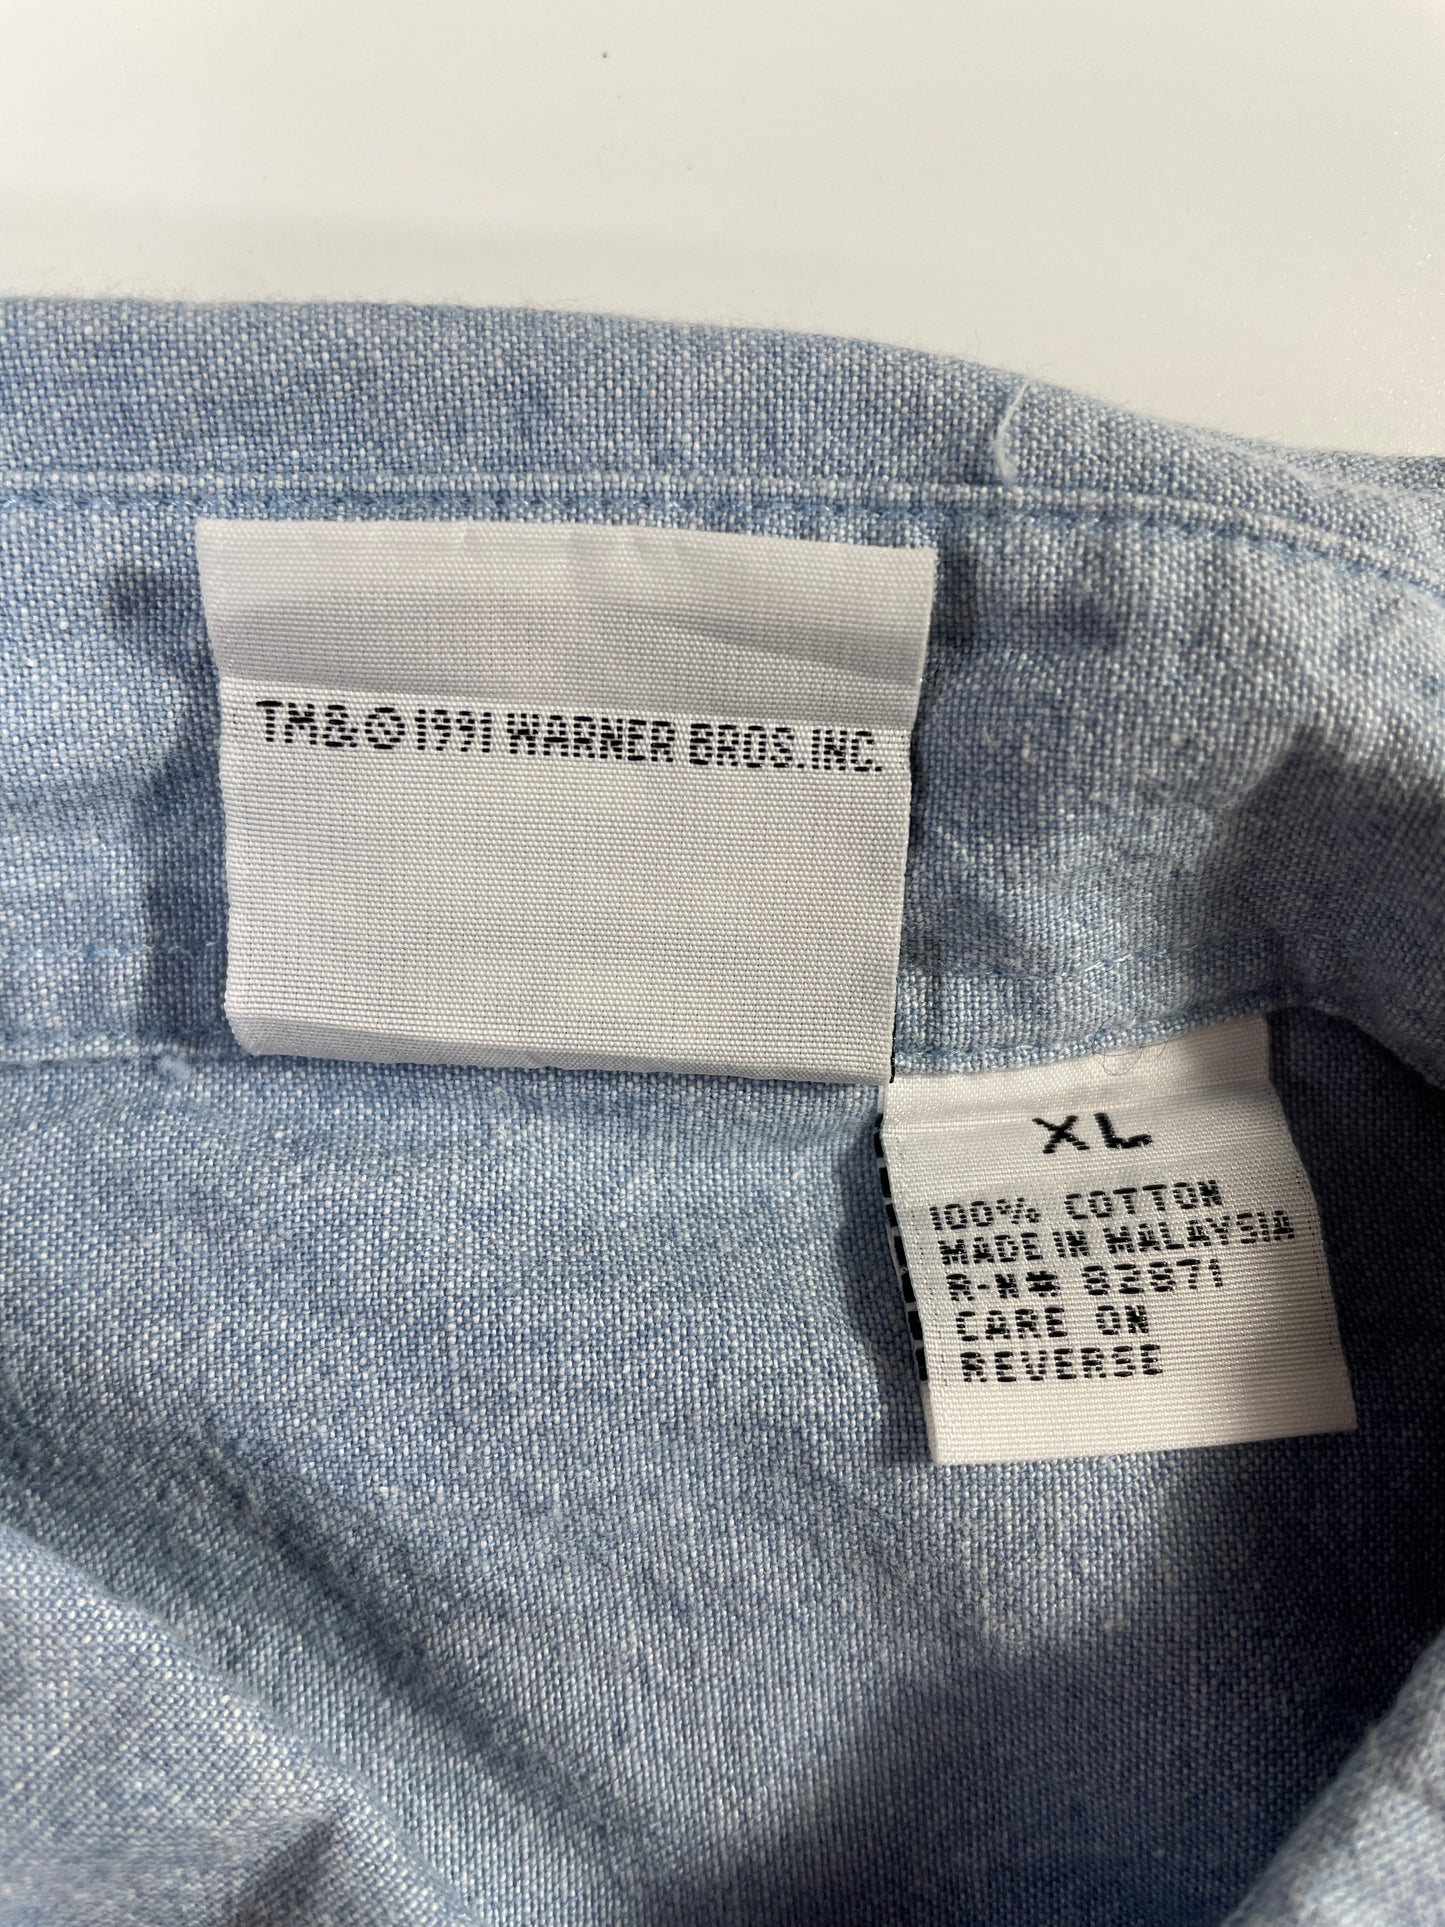 TM&©1991 WARNER BROS.INC.
XL
100% COTTON
MADE IN MALAYSIA
R-N# 82871
CARE ON
REVERSE